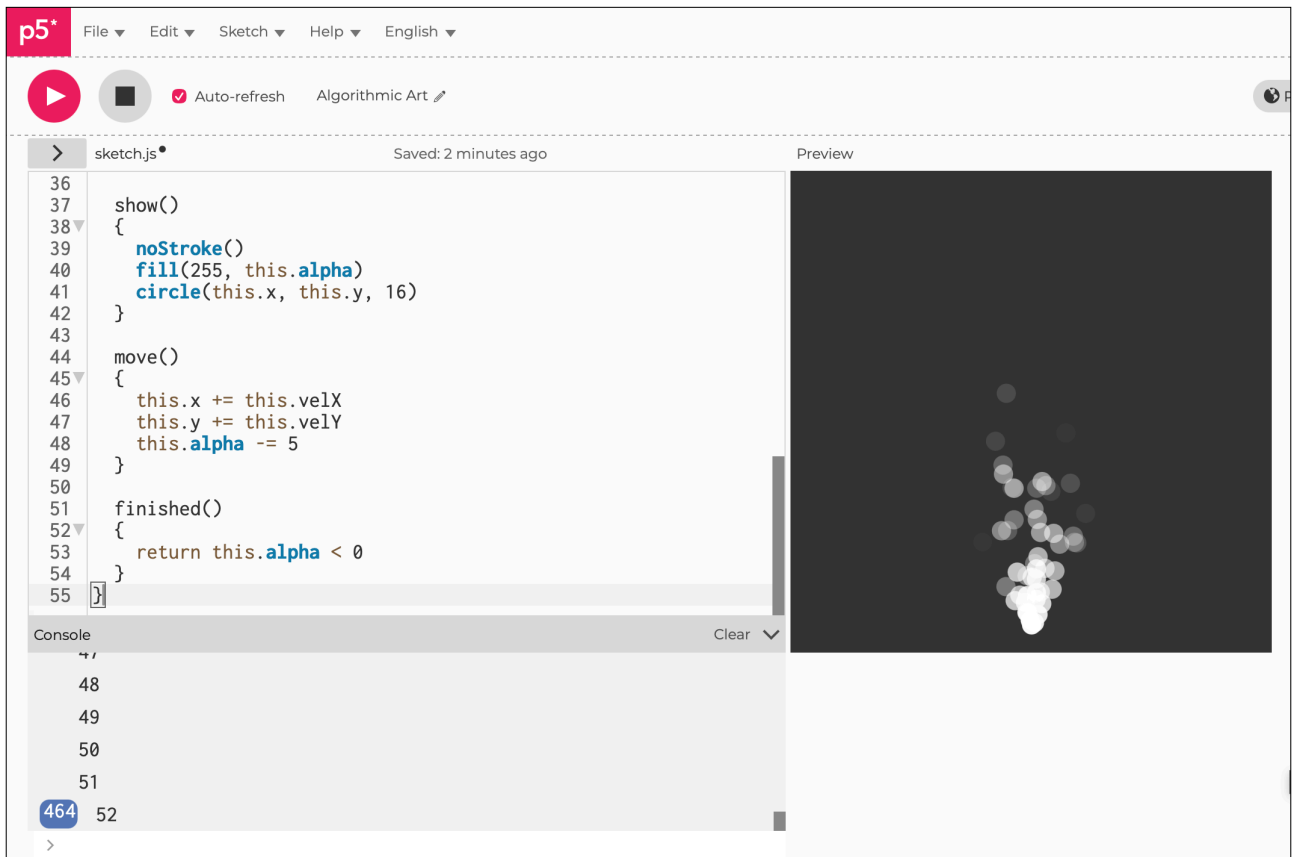 p5* File Edit Sketch Help English
Auto-refresh Algorithmic Art
sketch.js Saved: 2 minutes ago Preview
36
37 show()
38 {
39 noStroke()
40 fill(255, this.alpha)
41 circle(this.x, this.y, 16)
42 }
43
44 move()
45 {
46 this.x += this.velX
47 this.y += this.velY
48 this.alpha -= 5
49 }
50
51 finished()
52 {
53 return this.alpha < 0
54 }
55 }
Console Clear
47
48
49
50
51
464 52
>